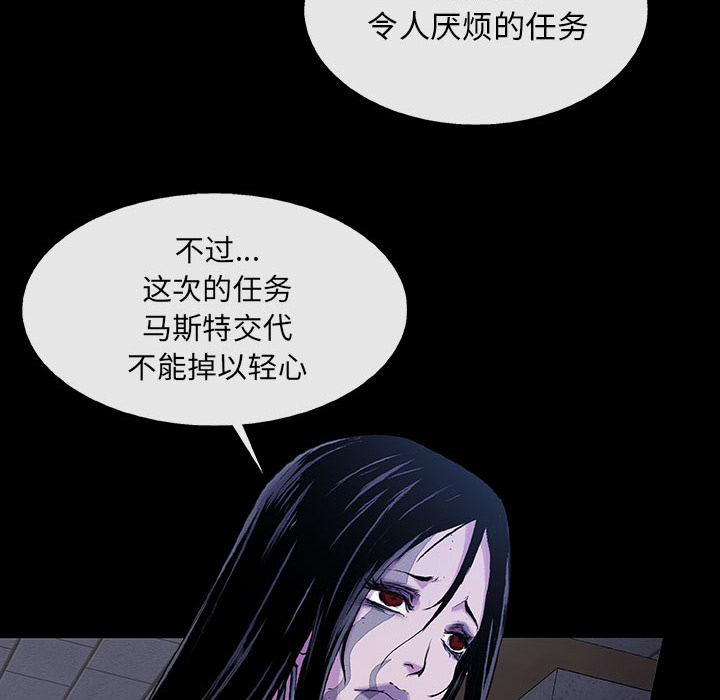 令人厌烦的任务
不过...
这次的任务
马斯特交代
不能掉以轻心